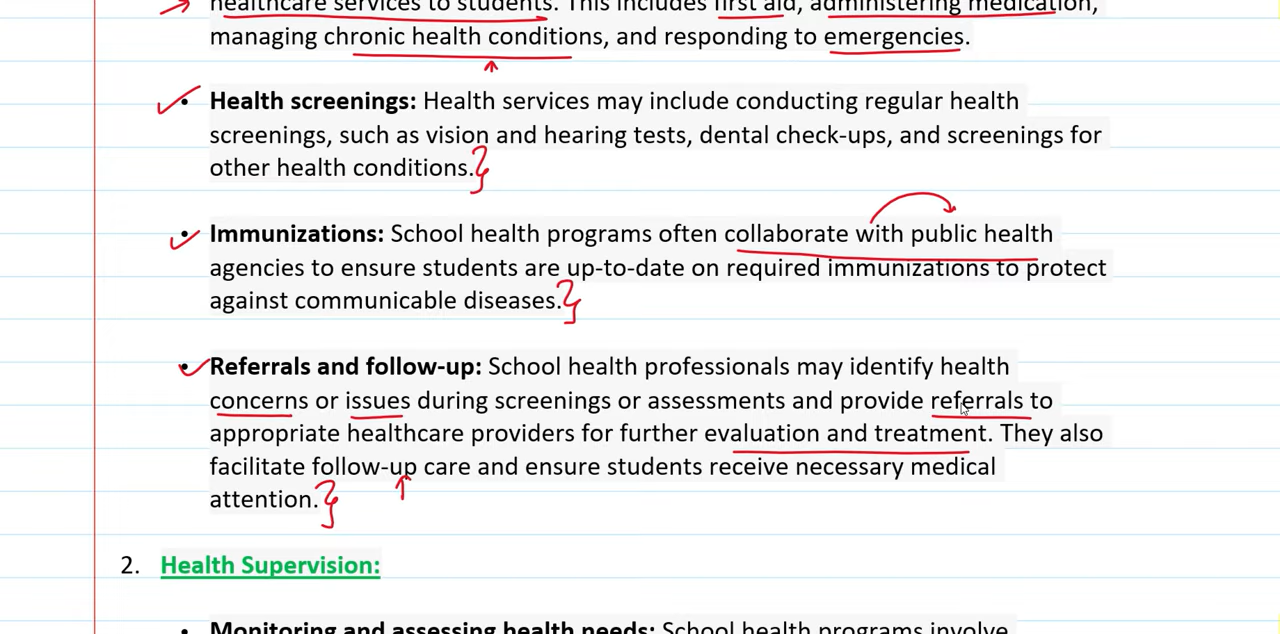 healthcare services to students. This includes first aid, administering medication,
managing chronic health conditions, and responding to emergencies.
• Health screenings: Health services may include conducting regular health
screenings, such as vision and hearing tests, dental check-ups, and screenings for
other health conditions.
• Immunizations: School health programs often collaborate with public health
agencies to ensure students are up-to-date on required immunizations to protect
against communicable diseases.
• Referrals and follow-up: School health professionals may identify health
concerns or issues during screenings or assessments and provide referrals to
appropriate healthcare providers for further evaluation and treatment. They also
facilitate follow-up care and ensure students receive necessary medical
attention.
2. Health Supervision:
• Monitoring and assessing health needs: School health programs involve